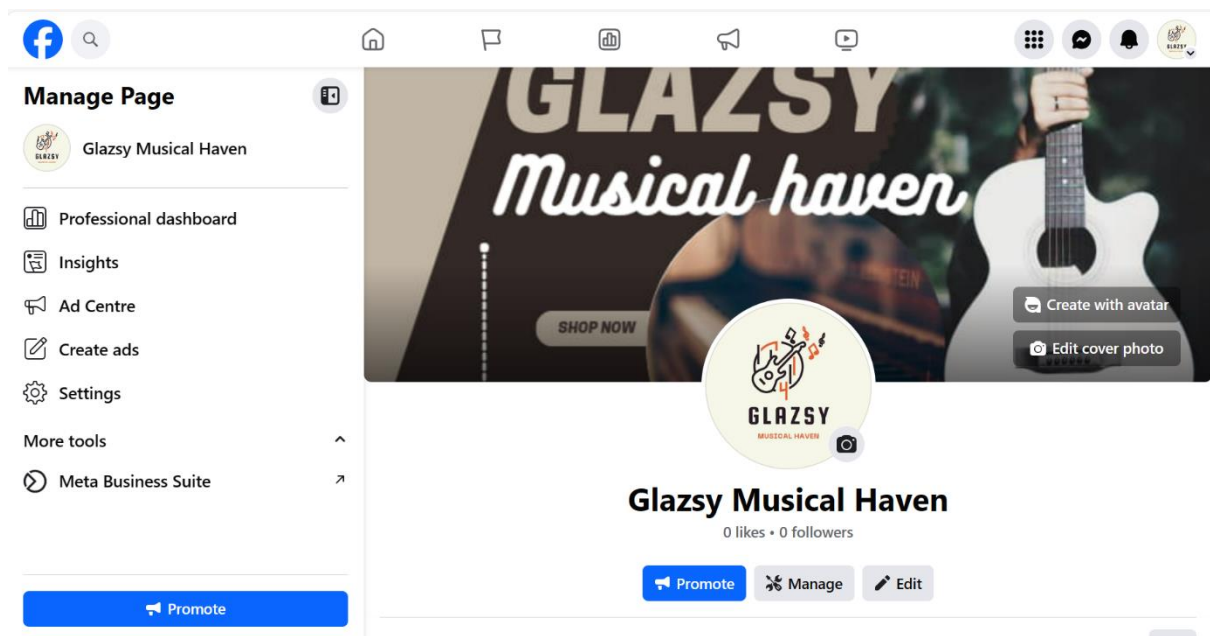 Manage Page
GLAZSY
Glazsy Musical Haven
Professional dashboard
Insights
Ad Centre
Create ads
Settings
More tools
Meta Business Suite
Promote
GLAZSY
GLAZSY
Musical haven
SHOP NOW
Create with avatar
Edit cover photo
GLAZSY
MUSICAL HAVEN
Glazsy Musical Haven
0 likes • 0 followers
Promote
Manage
Edit